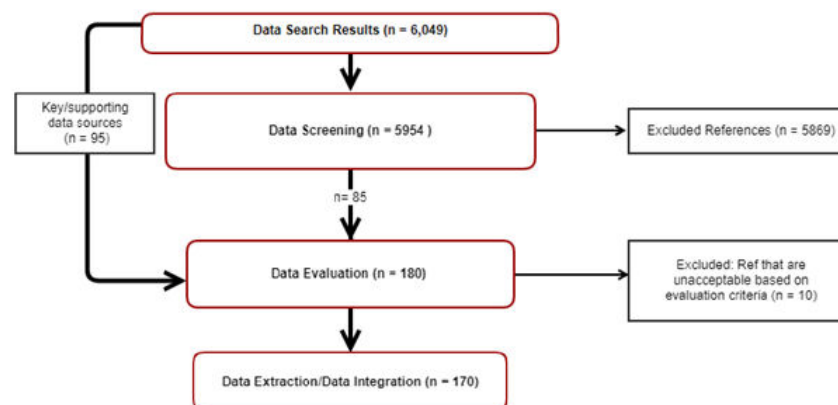 Data Search Results (n = 6,049)
Key/supporting
data sources
(n = 95)
Data Screening (n = 5954 )
Excluded References (n = 5869)
n= 85
Data Evaluation (n = 180)
Excluded: Ref that are
unacceptable based on
evaluation criteria (n = 10)
Data Extraction/Data Integration (n = 170)